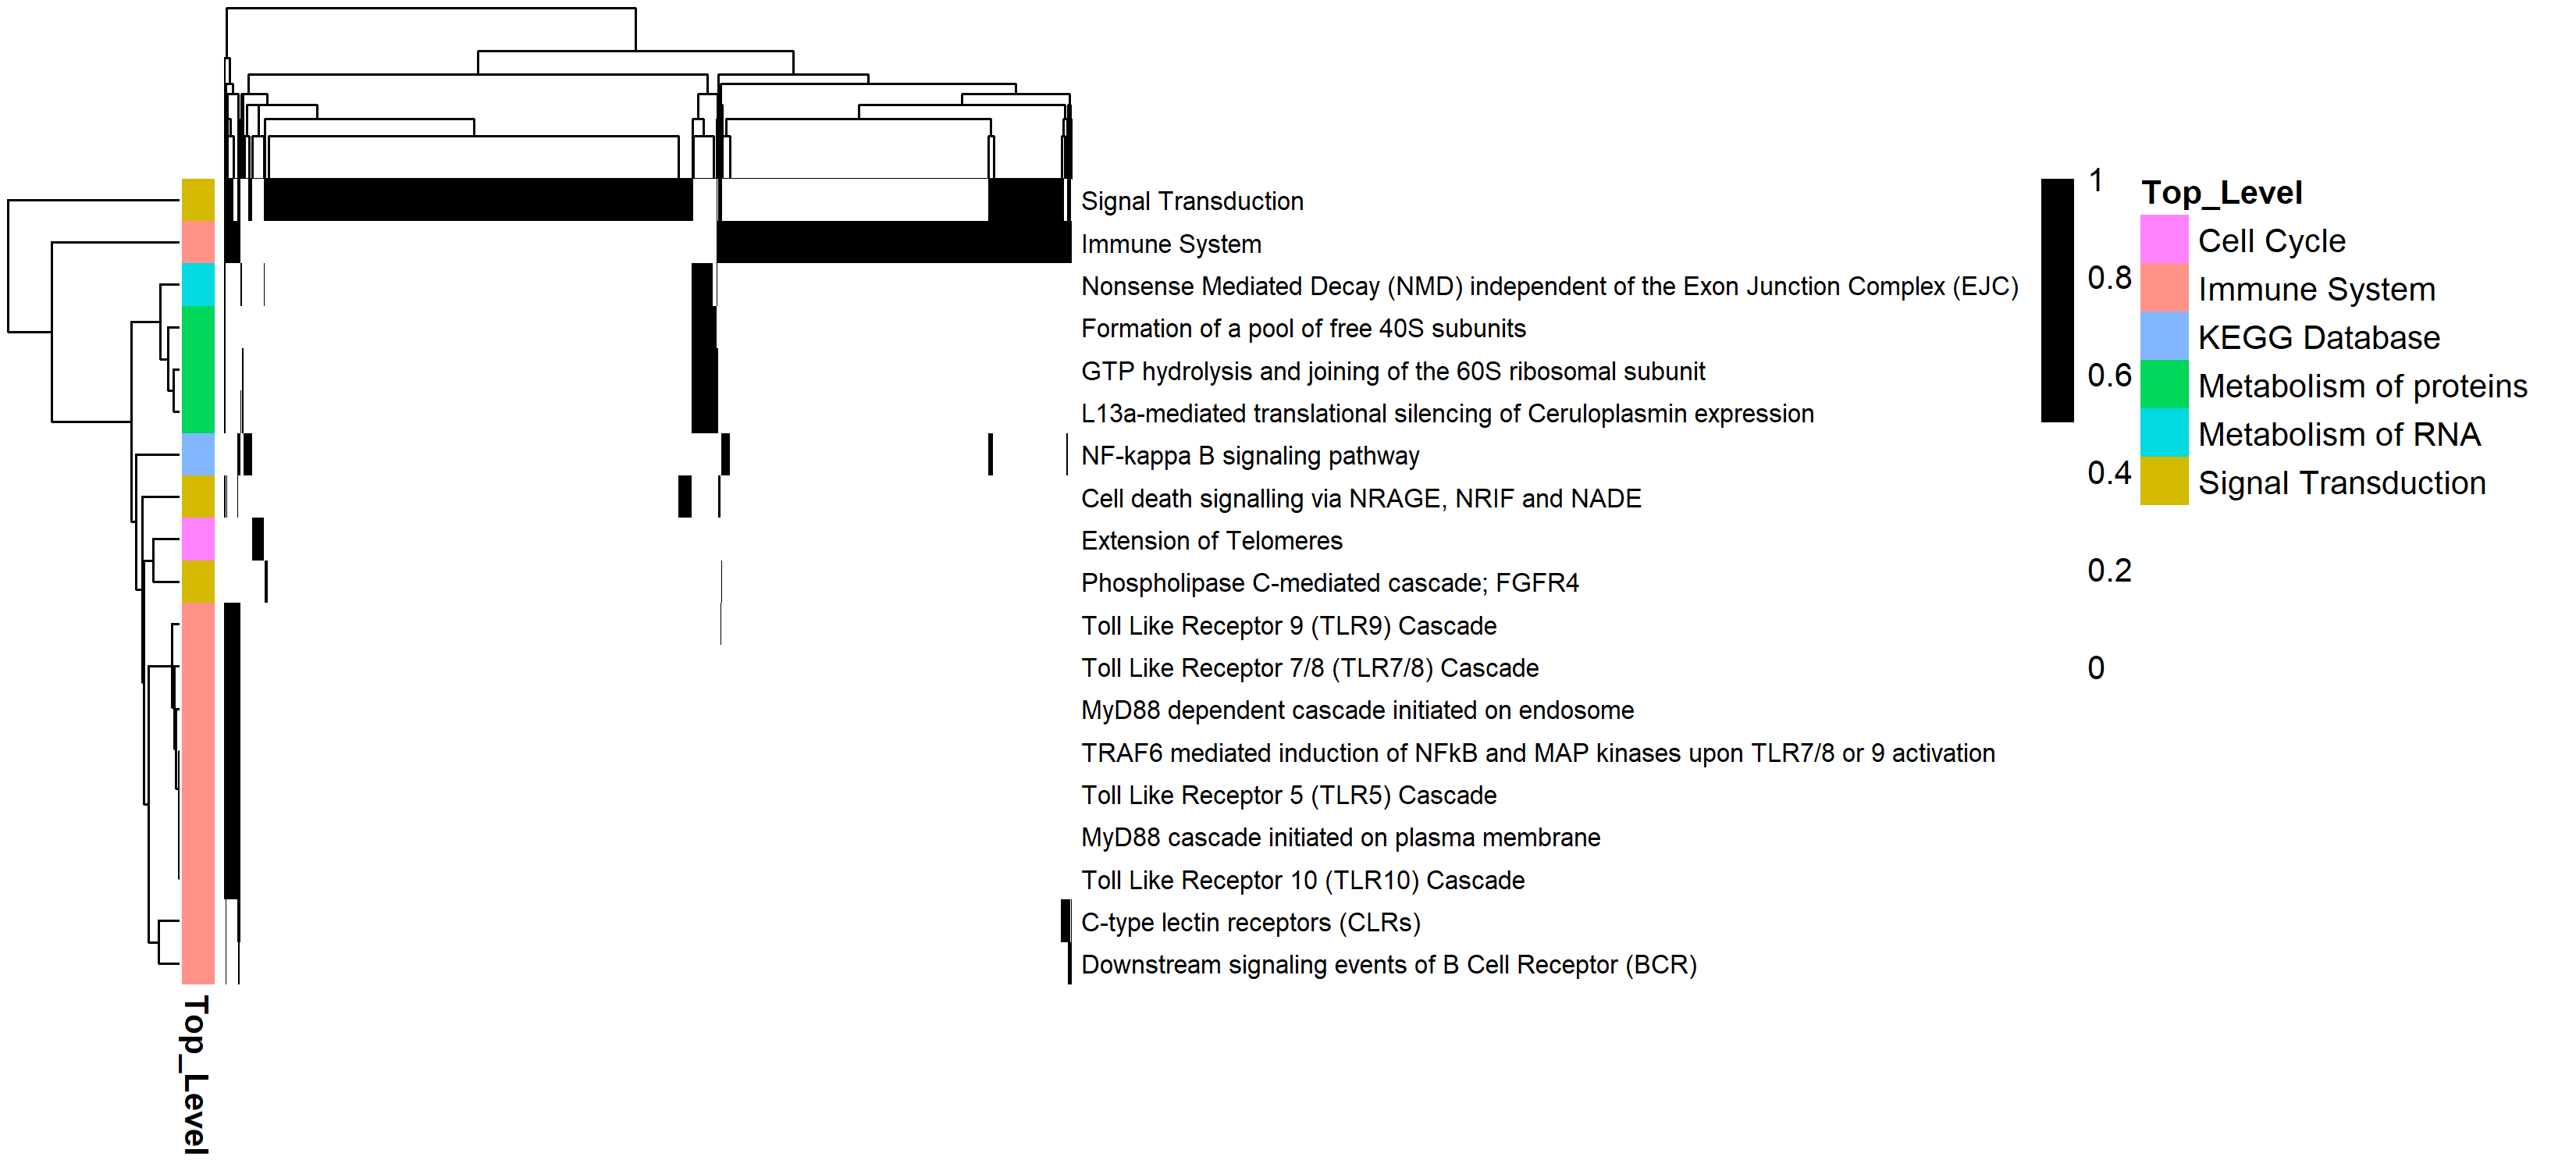 Signal Transduction
Immune System
Nonsense Mediated Decay (NMD) independent of the Exon Junction Complex (EJC)
Formation of a pool of free 40S subunits
GTP hydrolysis and joining of the 60S ribosomal subunit
L13a-mediated translational silencing of Ceruloplasmin expression
NF-kappa B signaling pathway
Cell death signalling via NRAGE, NRIF and NADE
Extension of Telomeres
Phospholipase C-mediated cascade; FGFR4
Toll Like Receptor 9 (TLR9) Cascade
Toll Like Receptor 7/8 (TLR7/8) Cascade
MyD88 dependent cascade initiated on endosome
TRAF6 mediated induction of NFkB and MAP kinases upon TLR7/8 or 9 activation
Toll Like Receptor 5 (TLR5) Cascade
MyD88 cascade initiated on plasma membrane
Toll Like Receptor 10 (TLR10) Cascade
C-type lectin receptors (CLRs)
Downstream signaling events of B Cell Receptor (BCR)
Top_Level
1
0.8
0.6
0.4
0.2
0
Top_Level
Cell Cycle
Immune System
KEGG Database
Metabolism of proteins
Metabolism of RNA
Signal Transduction